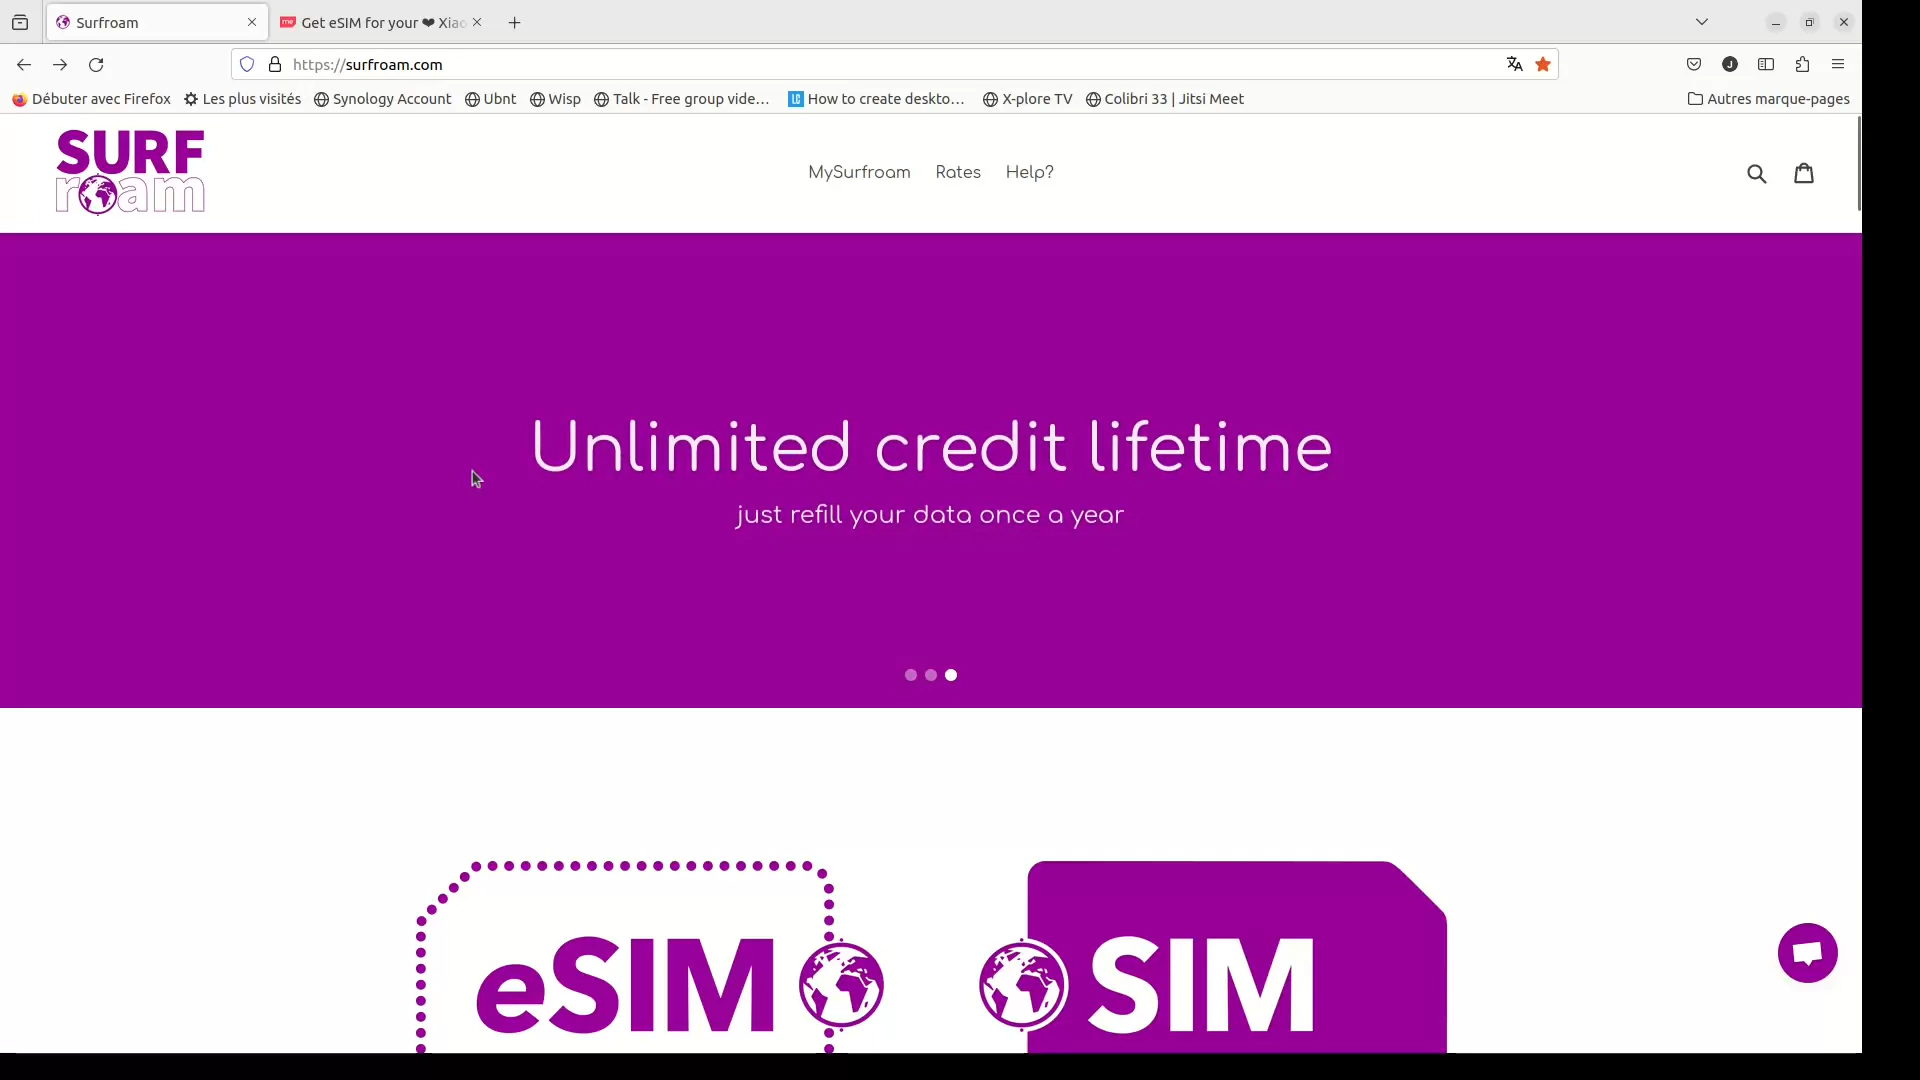 Surfroam
Get eSIM for your ❤ Xiao
https://surfroam.com
Débuter avec Firefox
Les plus visités
Synology Account
Ubnt
Wisp
Talk - Free group vide...
How to create deskto...
X-plore TV
Colibri 33 | Jitsi Meet
Autres marque-pages
SURF
roam
MySurfroam
Rates
Help?
Unlimited credit lifetime
just refill your data once a year
eSIM
SIM